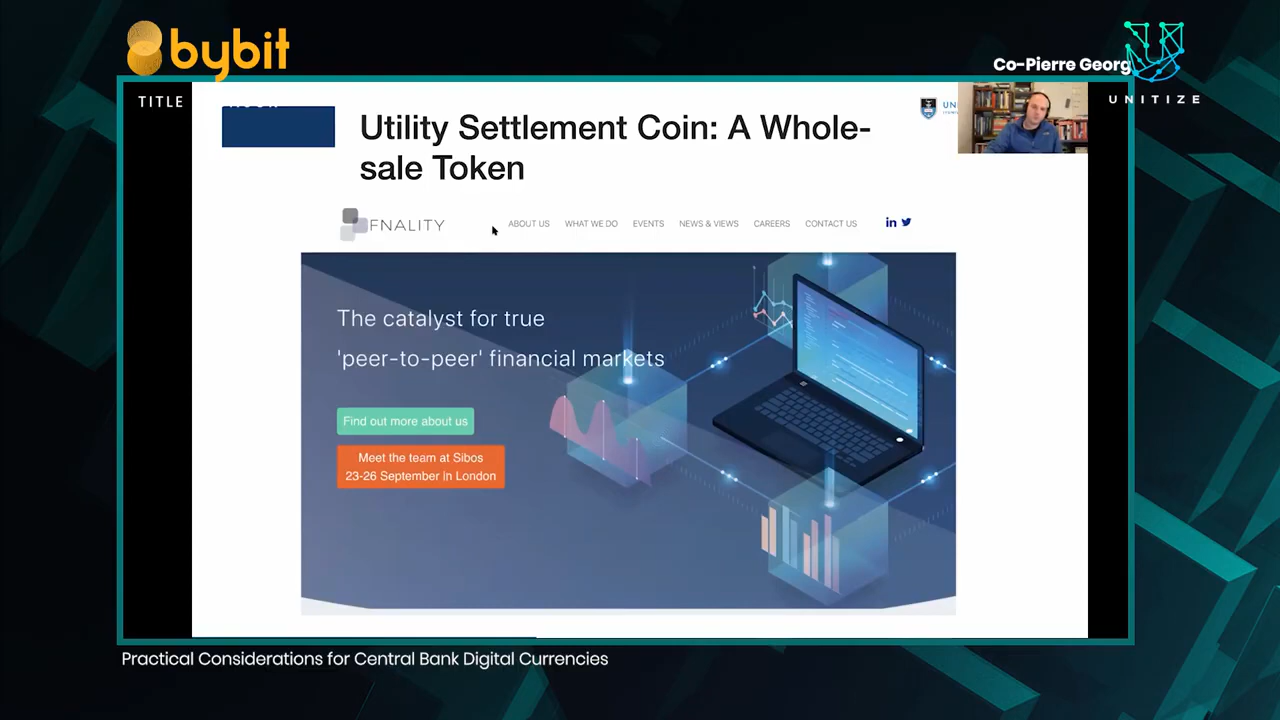 bybit
Co-Pierre Georg
UNITIZE
TITLE
Utility Settlement Coin: A Whole-
sale Token
FNALITY
ABOUT US
WHAT WE DO
EVENTS
NEWS & VIEWS
CAREERS
CONTACT US
in
The catalyst for true
'peer-to-peer' financial markets
Find out more about us
Meet the team at Sibos
23-26 September in London
Practical Considerations for Central Bank Digital Currencies